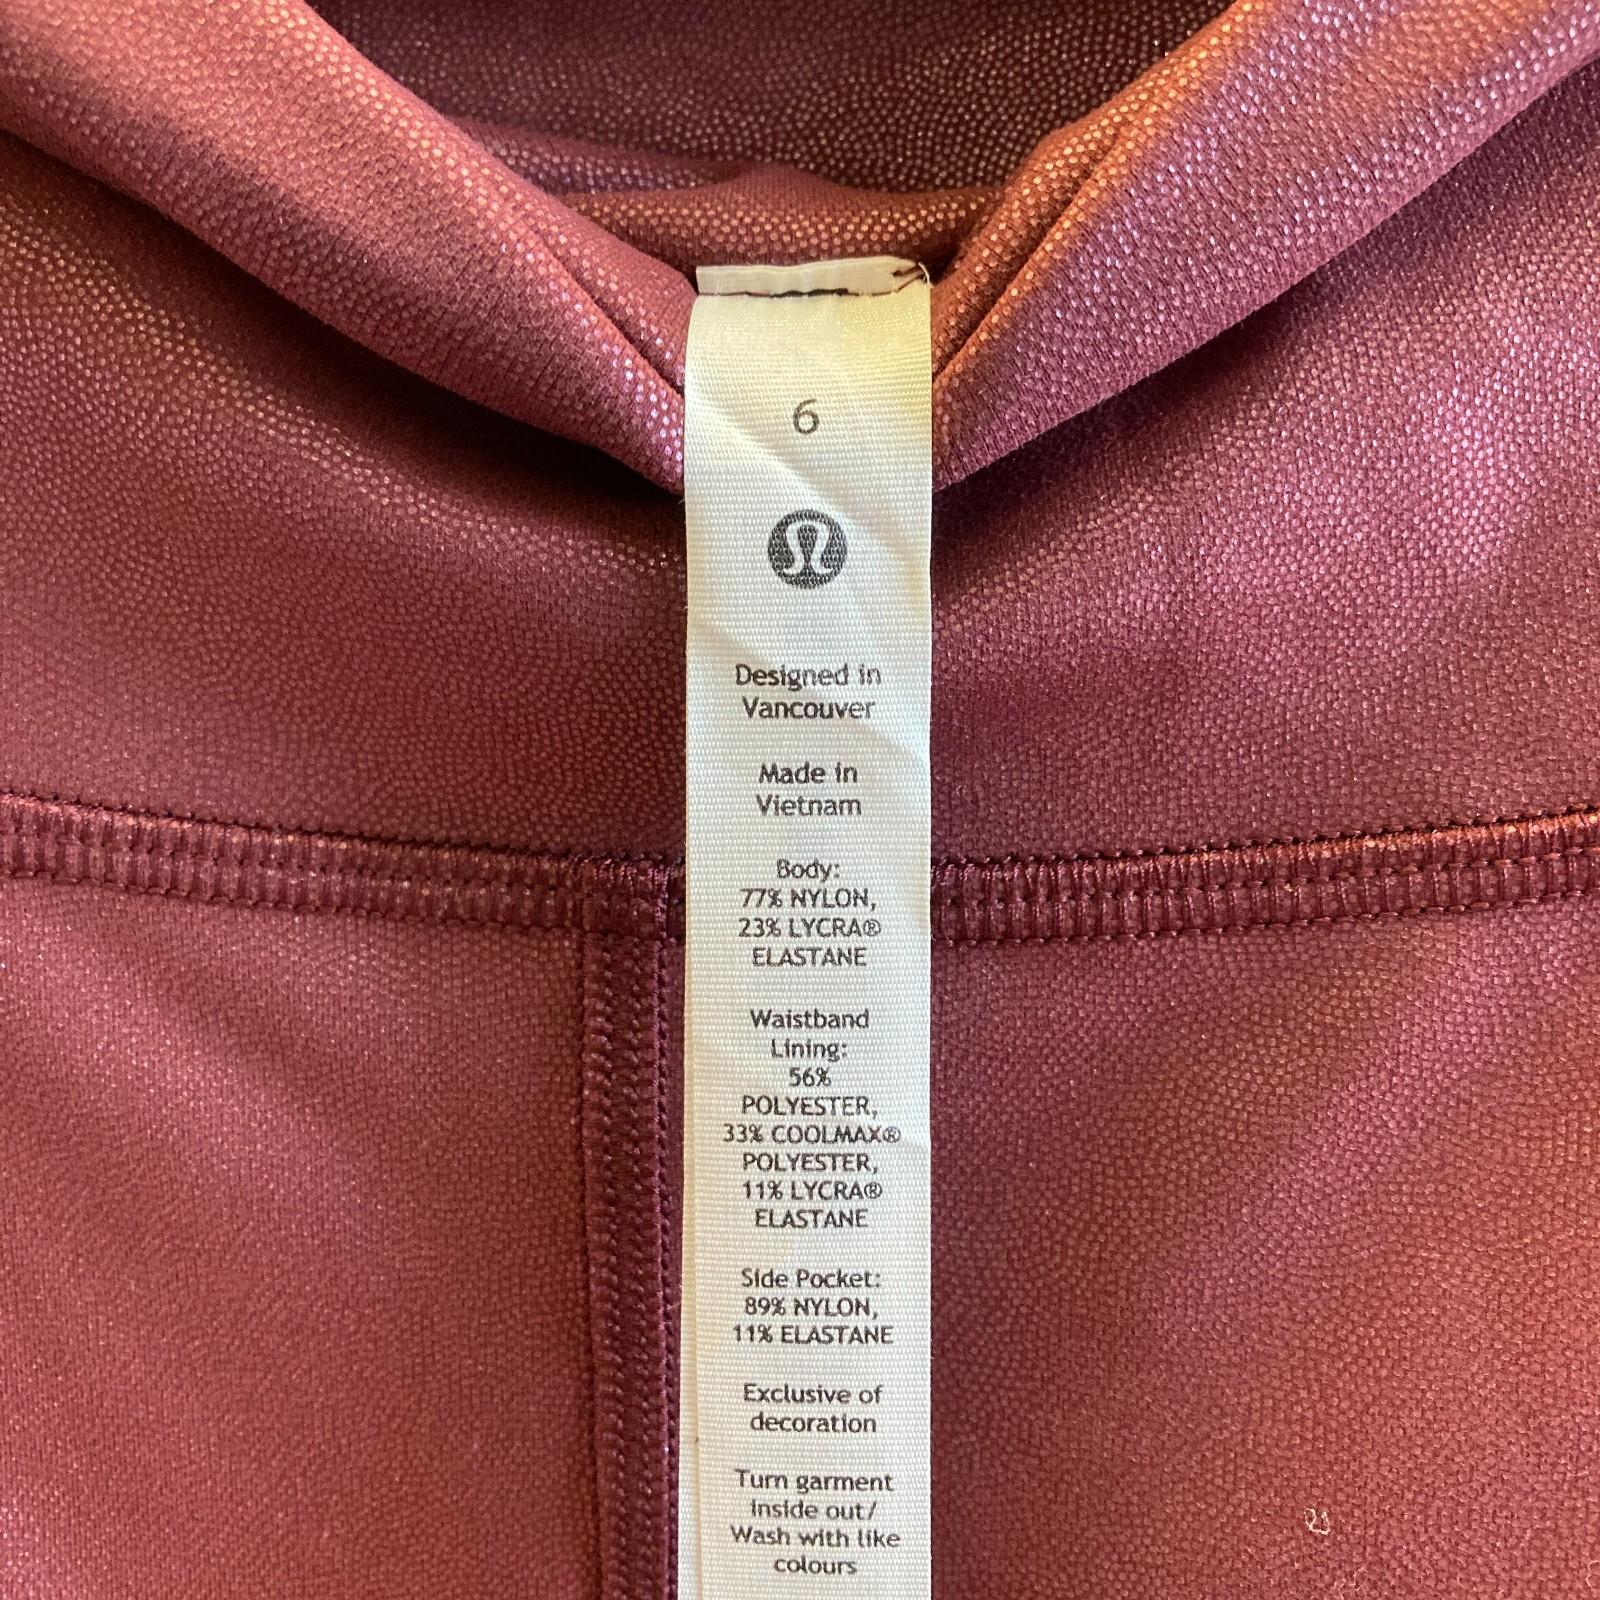 6
Designed in
Vancouver
Made in
Vietnam
Body:
77% NYLON,
23% LYCRA®
ELASTANE
Waistband
Lining:
56%
POLYESTER,
33% COOLMAX®
POLYESTER,
11% LYCRA®
ELASTANE
Side Pocket:
89% NYLON,
11% ELASTANE
Exclusive of
decoration
Turn garment
inside out/
Wash with like
colours